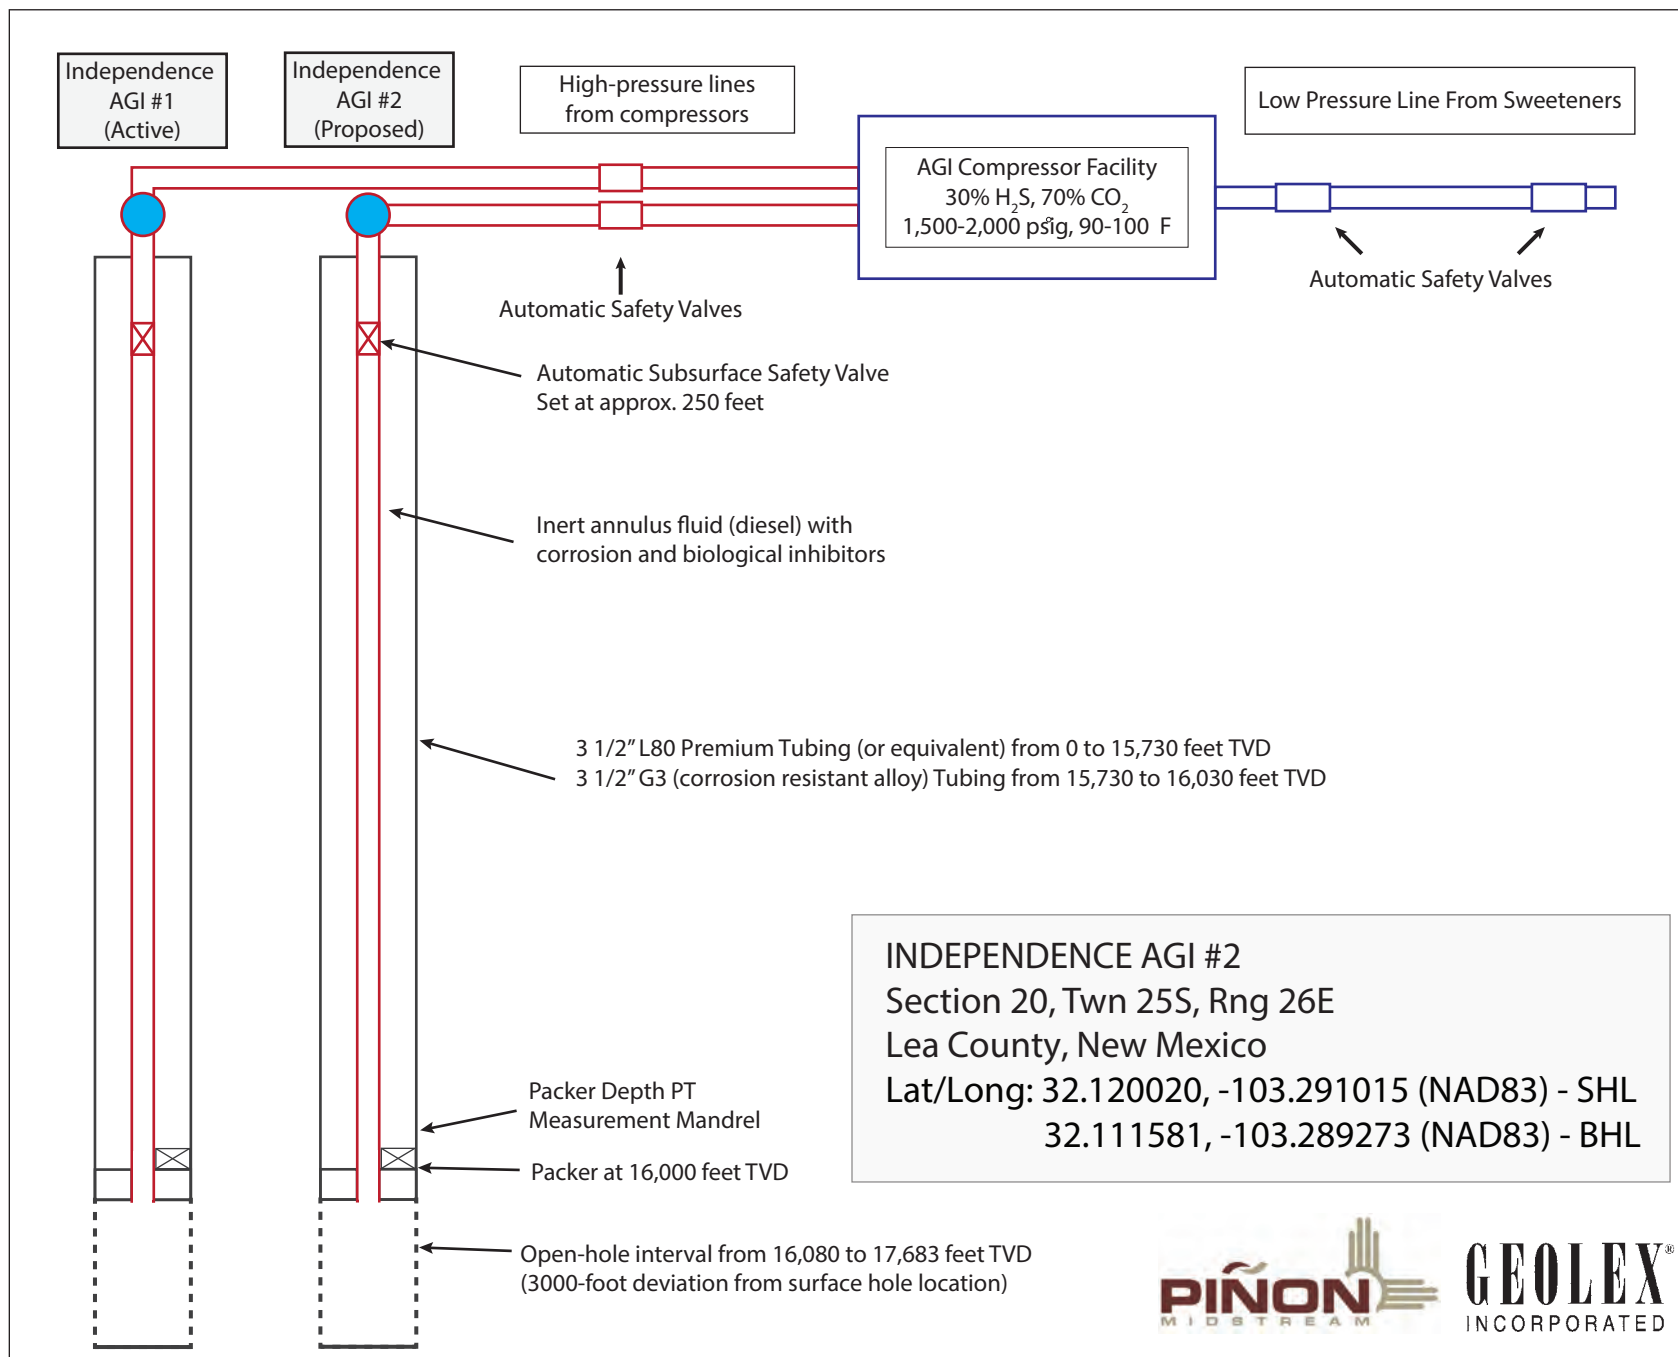 Independence
AGI #1
(Active)
Independence
AGI #2
(Proposed)
High-pressure lines
from compressors
Low Pressure Line From Sweeteners
AGI Compressor Facility
30% H₂S, 70% CO₂
1,500-2,000 psig, 90-100 °F
Automatic Safety Valves
Automatic Safety Valves
Automatic Subsurface Safety Valve
Set at approx. 250 feet
Inert annulus fluid (diesel) with
corrosion and biological inhibitors
3 1/2” L80 Premium Tubing (or equivalent) from 0 to 15,730 feet TVD
3 1/2” G3 (corrosion resistant alloy) Tubing from 15,730 to 16,030 feet TVD
INDEPENDENCE AGI #2
Section 20, Twn 25S, Rng 26E
Lea County, New Mexico
Lat/Long: 32.120020, -103.291015 (NAD83) - SHL
32.111581, -103.289273 (NAD83) - BHL
Packer Depth PT
Measurement Mandrel
Packer at 16,000 feet TVD
Open-hole interval from 16,080 to 17,683 feet TVD
(3000-foot deviation from surface hole location)
PIÑON
MIDSTREAM
GEOLEX®
INCORPORATED